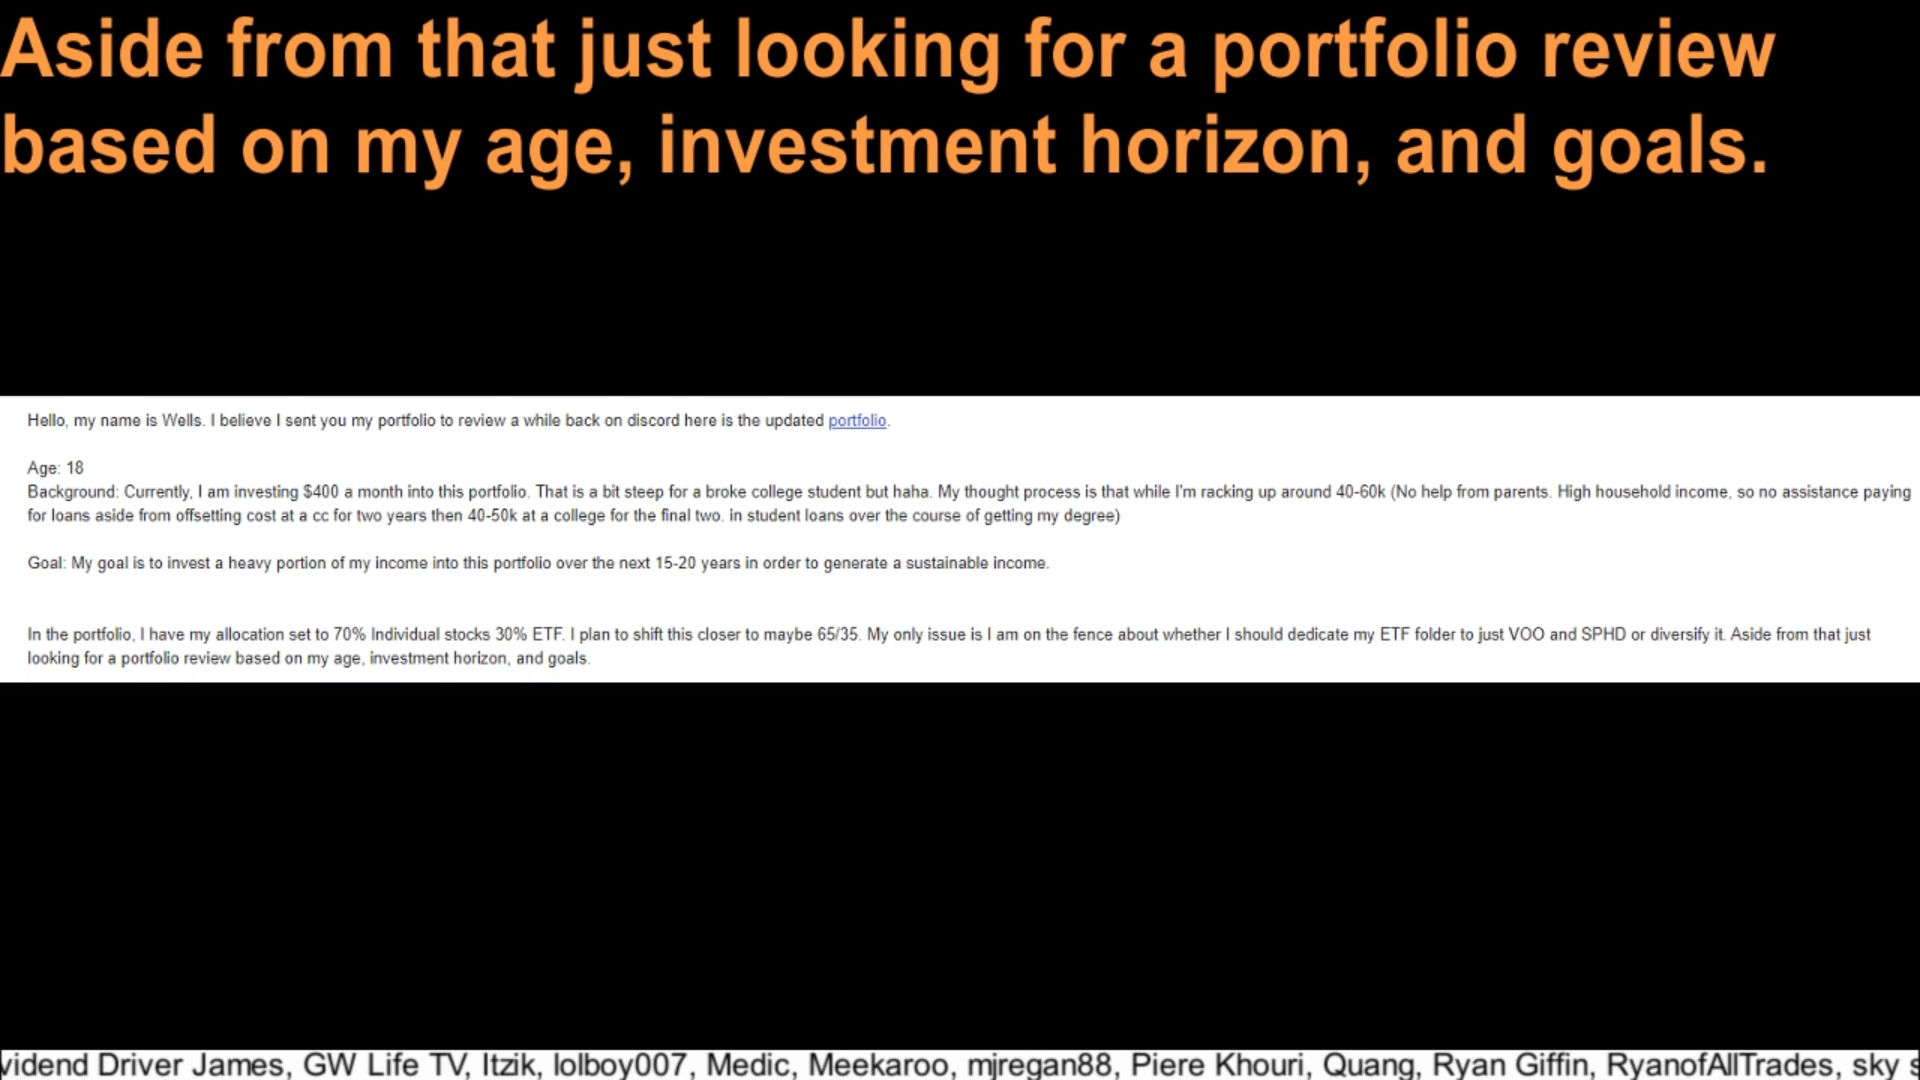 Aside from that just looking for a portfolio review
based on my age, investment horizon, and goals.
Hello, my name is Wells. I believe I sent you my portfolio to review a while back on discord here is the updated portfolio.
Age: 18
Background: Currently, I am investing $400 a month into this portfolio. That is a bit steep for a broke college student but haha. My thought process is that while I'm racking up around 40-60k (No help from parents. High household income, so no assistance paying
for loans aside from offsetting cost at a cc for two years then 40-50k at a college for the final two. in student loans over the course of getting my degree)
Goal: My goal is to invest a heavy portion of my income into this portfolio over the next 15-20 years in order to generate a sustainable income.
In the portfolio, I have my allocation set to 70% Individual stocks 30% ETF. I plan to shift this closer to maybe 65/35. My only issue is I am on the fence about whether I should dedicate my ETF folder to just VOO and SPHD or diversify it. Aside from that just
looking for a portfolio review based on my age, investment horizon, and goals.
vidend Driver James, GW Life TV, Itzik, lolboy007, Medic, Meekaroo, mjregan88, Piere Khouri, Quang, Ryan Giffin, RyanofAllTrades, sky s